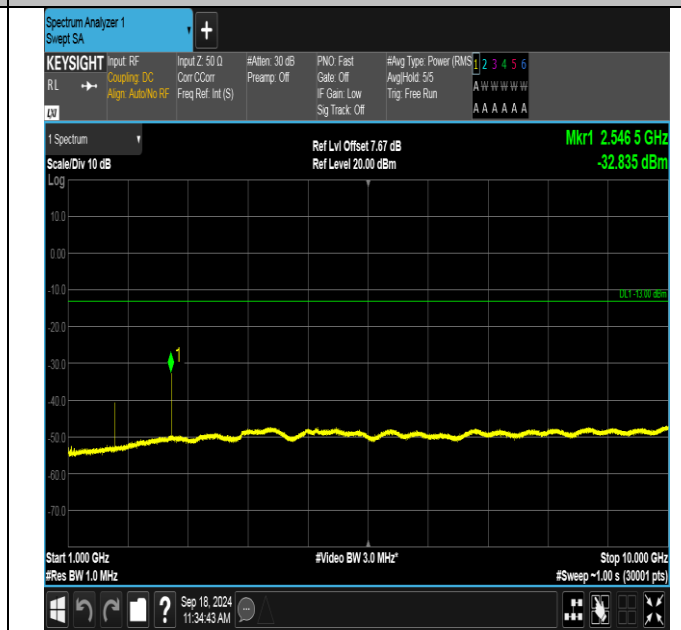 Spectrum Analyzer 1
Swept SA
+
KEYSIGHT Input: RF Input Z: 50 Ω #Atten: 30 dB PNO: Fast #Avg Type: Power (RMS 1 2 3 4 5 6
RL Coupling: DC Corr CCorr Preamp: Off Gate: Off Avg|Hold: 5/5 A W W W W W
Align: Auto/No RF Freq Ref: Int (S) IF Gain: Low Trig: Free Run
LXI Sig Track: Off A A A A A A
1 Spectrum Ref Lvl Offset 7.67 dB Mkr1 2.546 5 GHz
Scale/Div 10 dB Ref Level 20.00 dBm -32.835 dBm
Log
10.0
0.00
-10.0
DL1 -13.00 dBm
-20.0
1
-30.0
-40.0
-50.0
-60.0
-70.0
Start 1.000 GHz #Video BW 3.0 MHz* Stop 10.000 GHz
#Res BW 1.0 MHz #Sweep ~1.00 s (30001 pts)
? Sep 18, 2024
11:34:43 AM